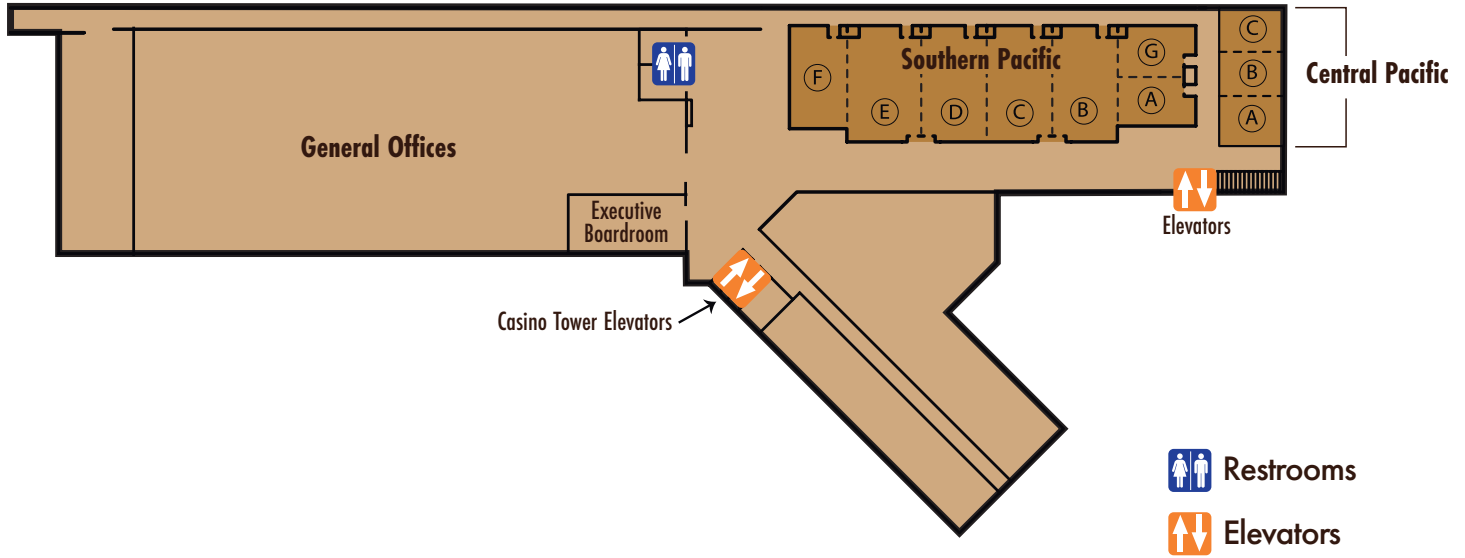 C
Southern Pacific
G
Central Pacific
B
F
A
E
D
C
B
A
General Offices
Executive
Boardroom
Elevators
Casino Tower Elevators
Restrooms
Elevators